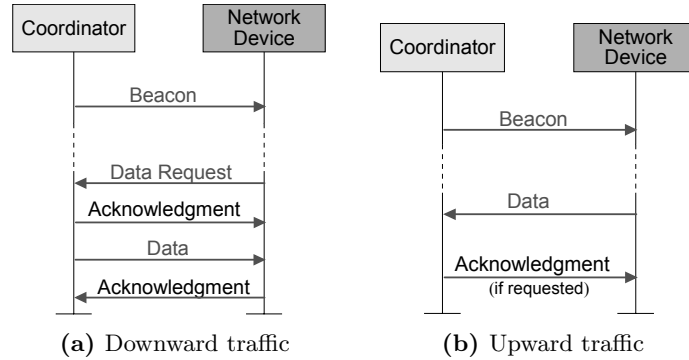 Coordinator
Network
Device
Beacon
Data Request
Acknowledgment
Data
Acknowledgment
(a) Downward traffic
Coordinator
Network
Device
Beacon
Data
Acknowledgment
(if requested)
(b) Upward traffic